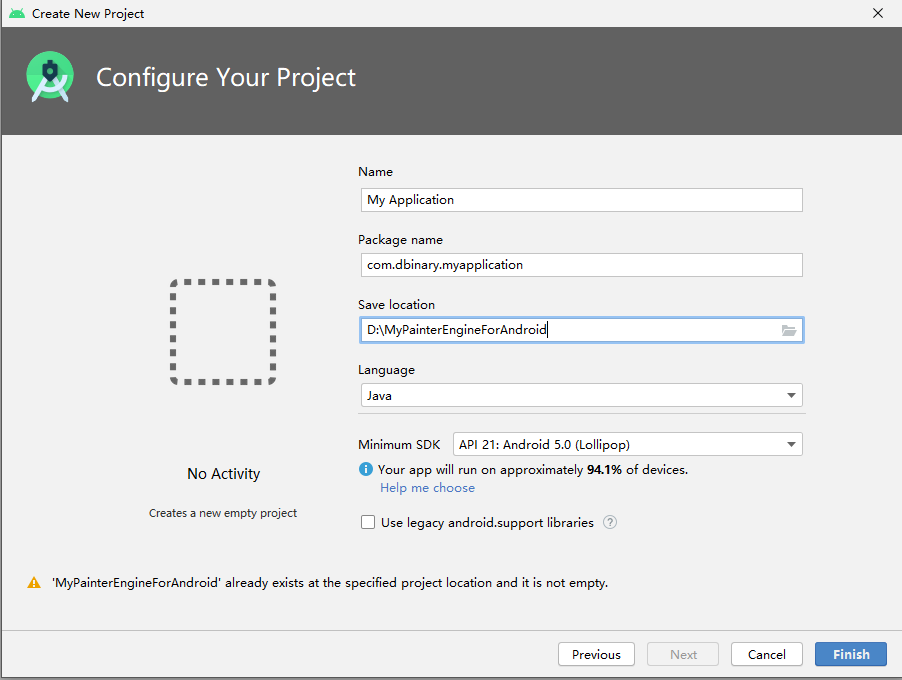 Create New Project
Configure Your Project
Name
My Application
Package name
com.dbinary.myapplication
Save location
D:\MyPainterEngineForAndroid
Language
Java
Minimum SDK
API 21: Android 5.0 (Lollipop)
Your app will run on approximately 94.1% of devices.
Help me choose
No Activity
Creates a new empty project
Use legacy android.support libraries ?
'MyPainterEngineForAndroid' already exists at the specified project location and it is not empty.
Previous
Next
Cancel
Finish